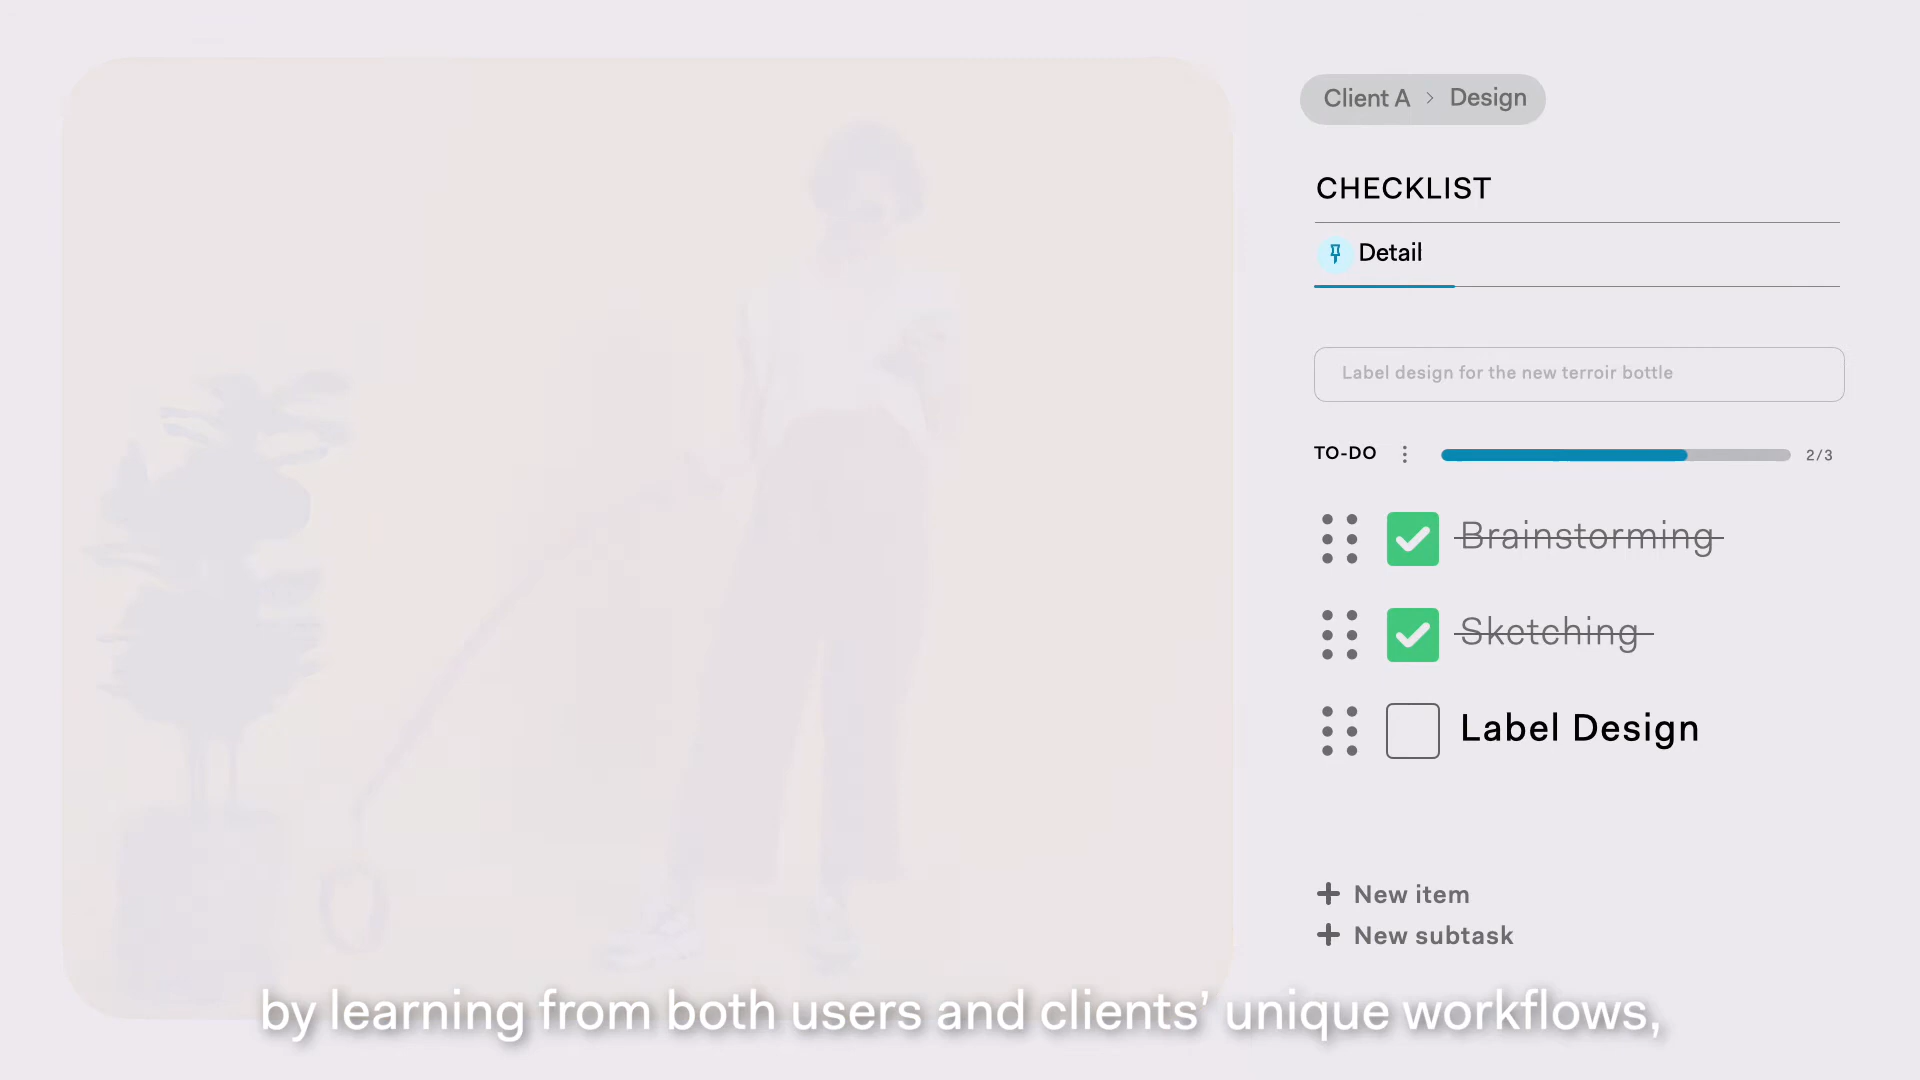 Client A > Design
CHECKLIST
Detail
Label design for the new terroir bottle
TO-DO 2/3
Brainstorming
Sketching
Label Design
New item
New subtask
by learning from both users and clients’ unique workflows,